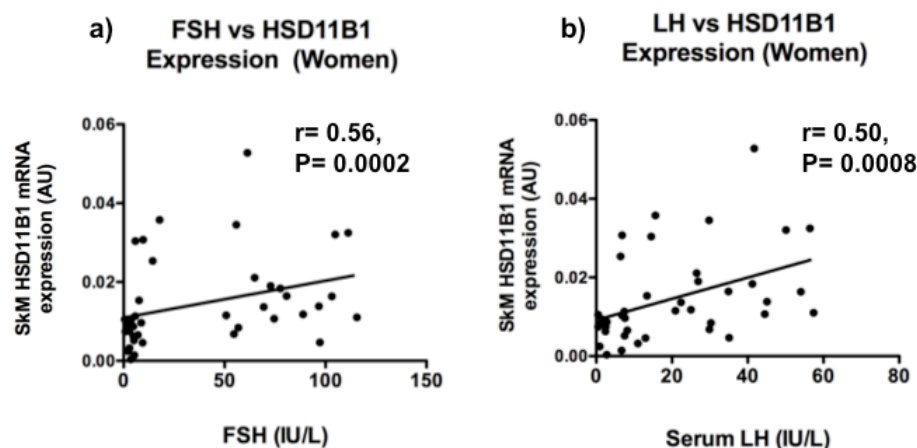 a)
FSH vs HSD11B1
Expression (Women)
SkM HSD11B1 mRNA
expression (AU)
0.06
0.04
0.02
0.00
r= 0.56,
P= 0.0002
0
50
100
150
FSH (IU/L)
b)
LH vs HSD11B1
Expression (Women)
SkM HSD11B1 mRNA
expression (AU)
0.06
0.04
0.02
0.00
r= 0.50,
P= 0.0008
0
20
40
60
80
Serum LH (IU/L)